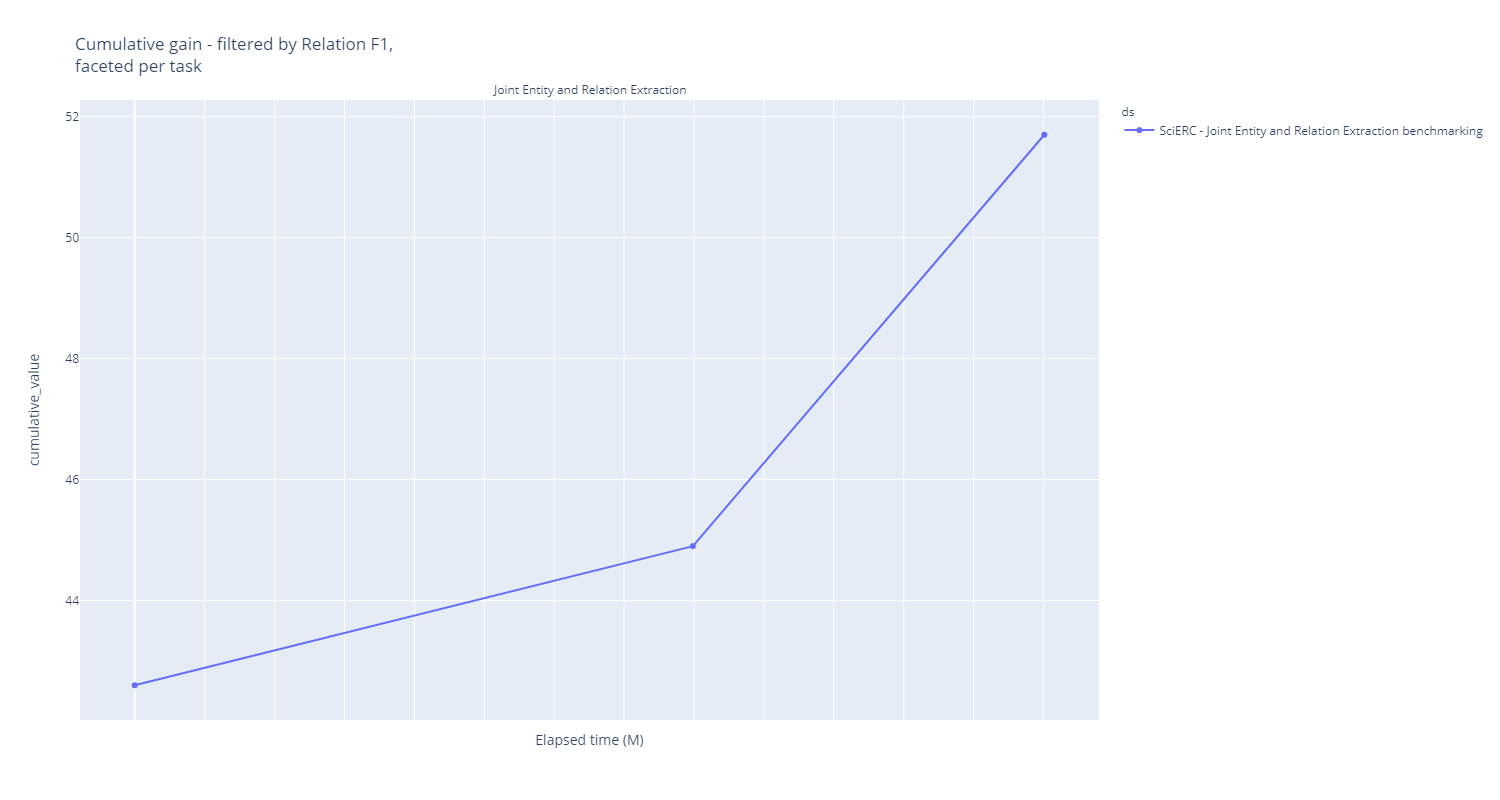 Cumulative gain - filtered by Relation F1,
faceted per task
Joint Entity and Relation Extraction
ds
SciERC - Joint Entity and Relation Extraction benchmarking
52
50
48
46
44
cumulative_value
Elapsed time (M)